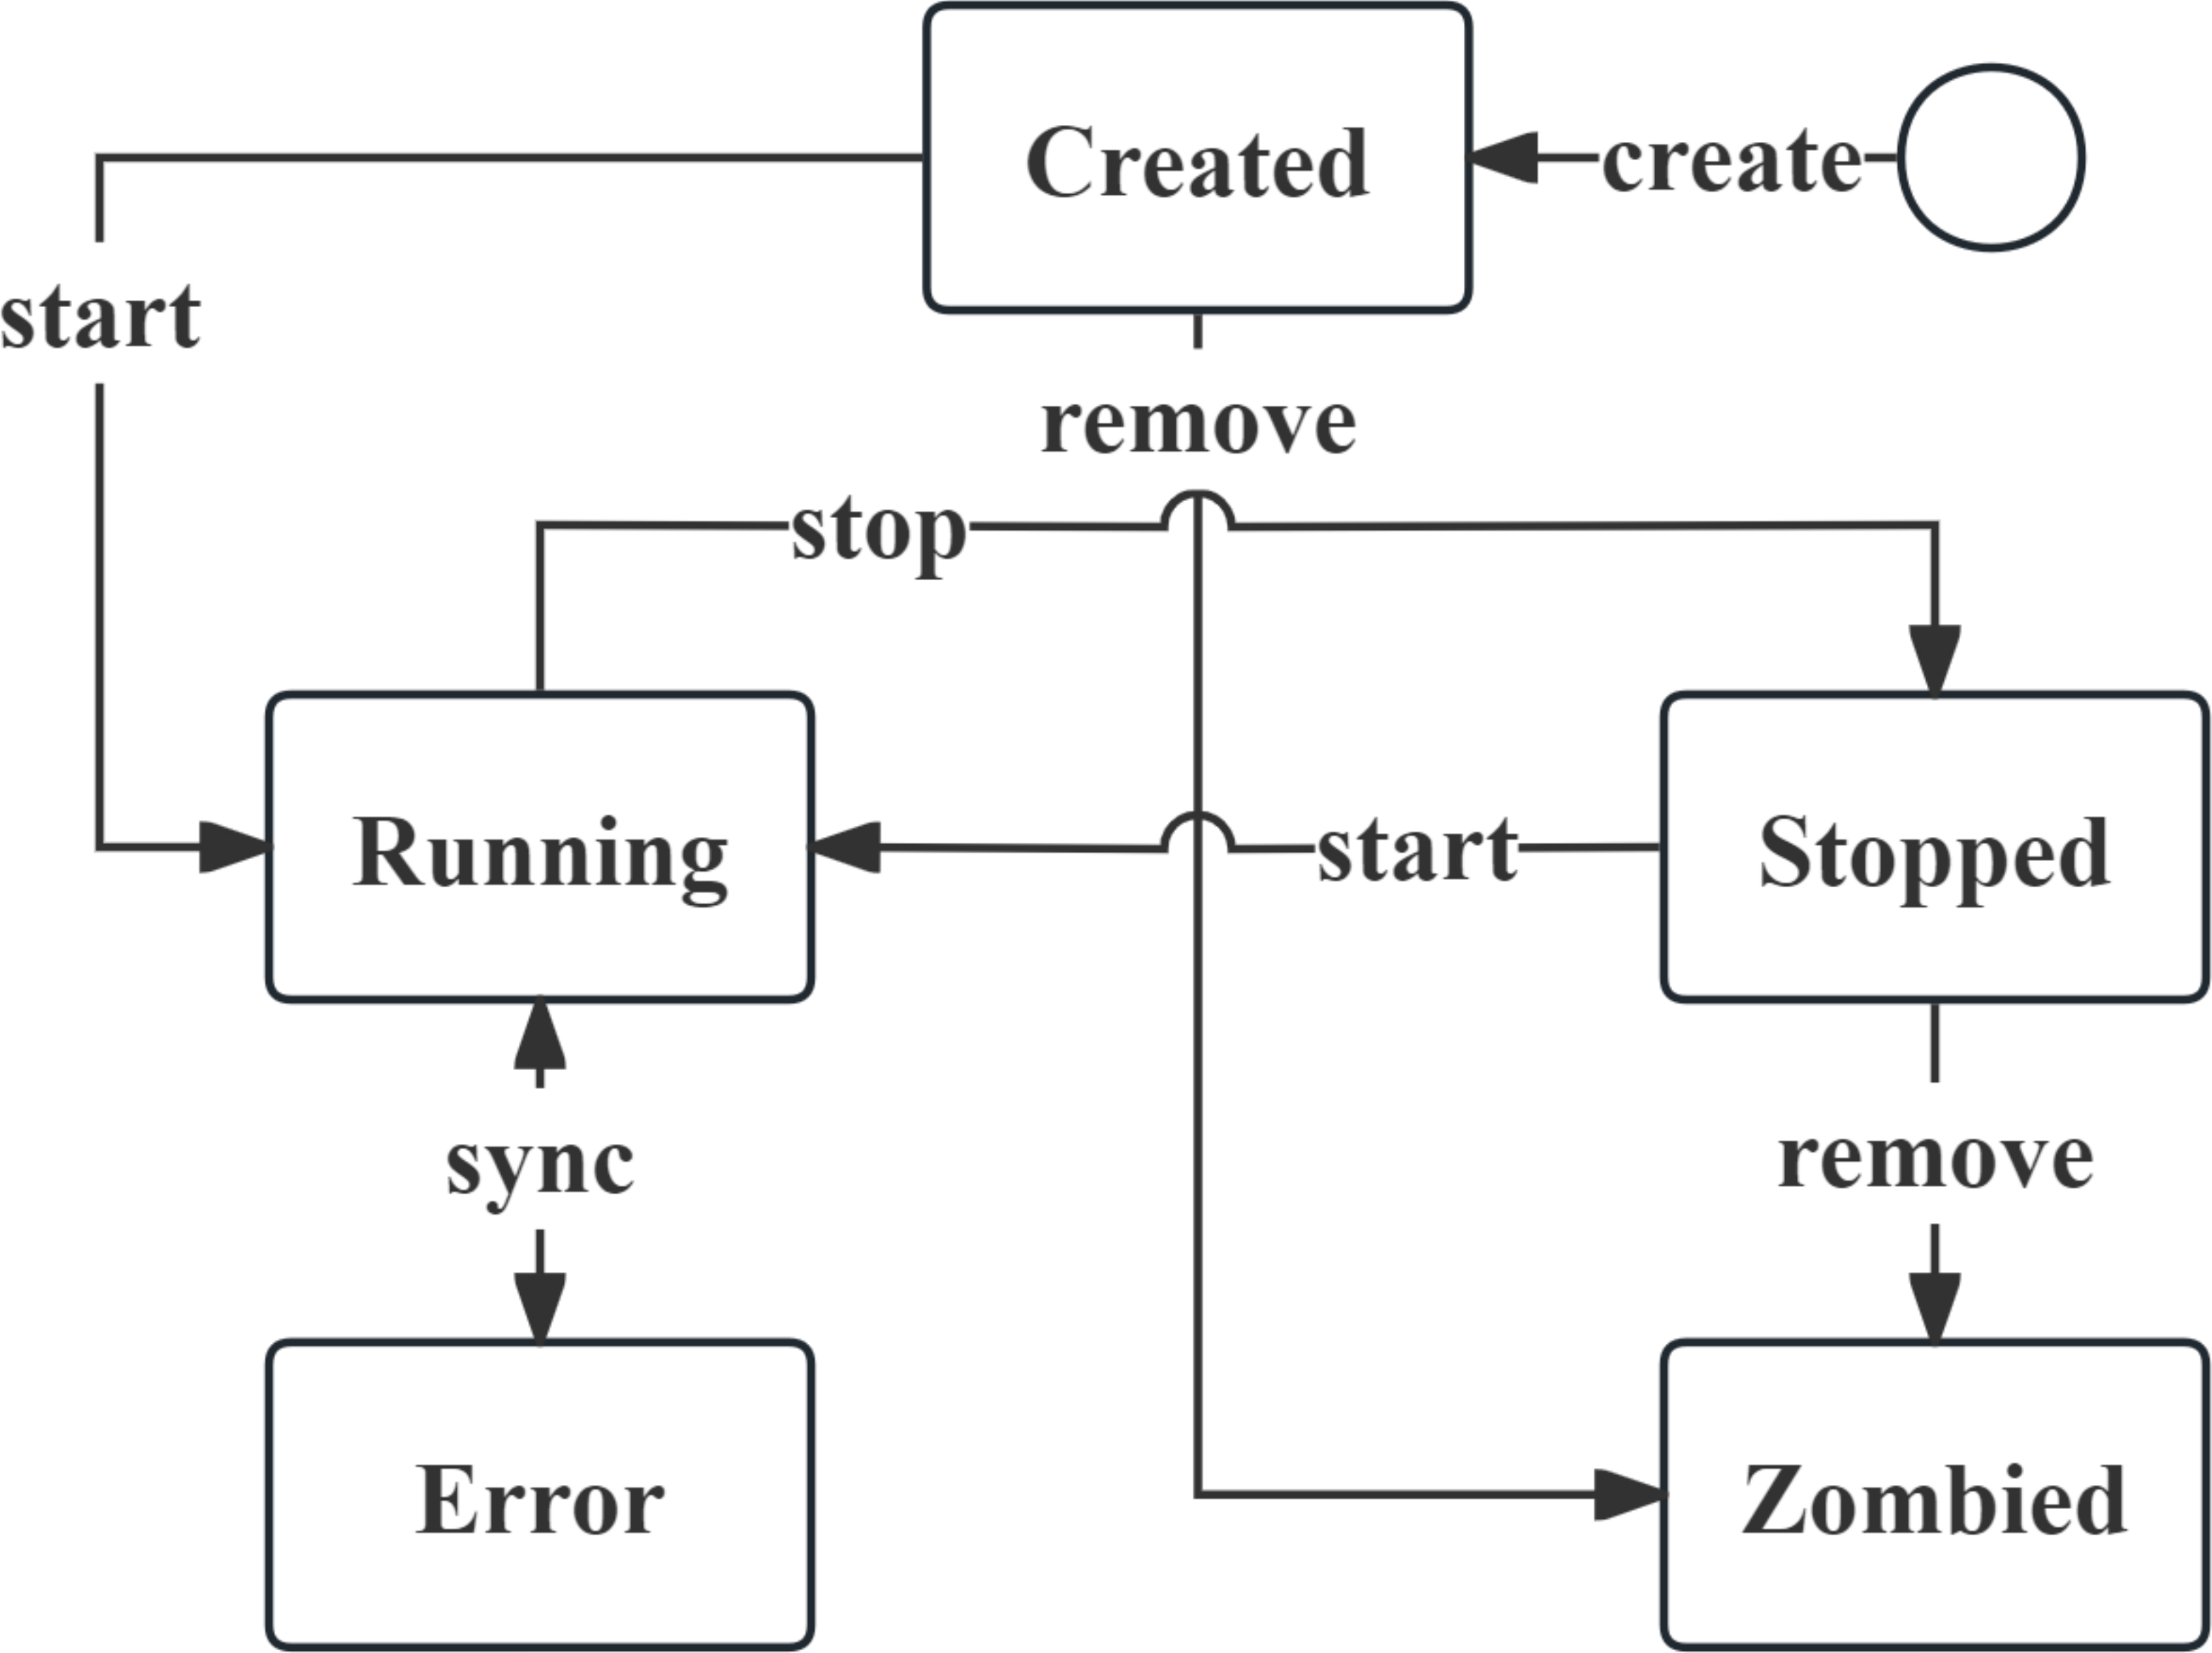 Created
create
start
remove
stop
Running
start
Stopped
sync
remove
Error
Zombied